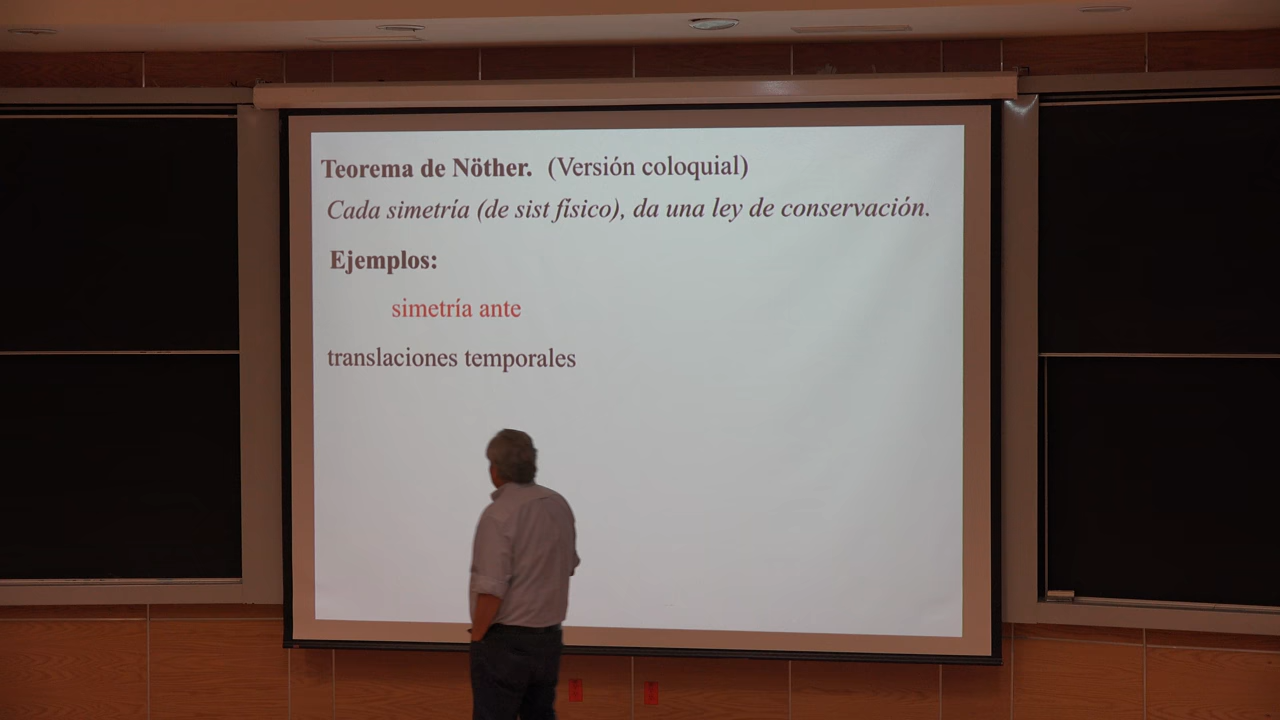 Teorema de Nöther. (Versión coloquial)
Cada simetría (de sist físico), da una ley de conservación.
Ejemplos:
simetría ante
translaciones temporales